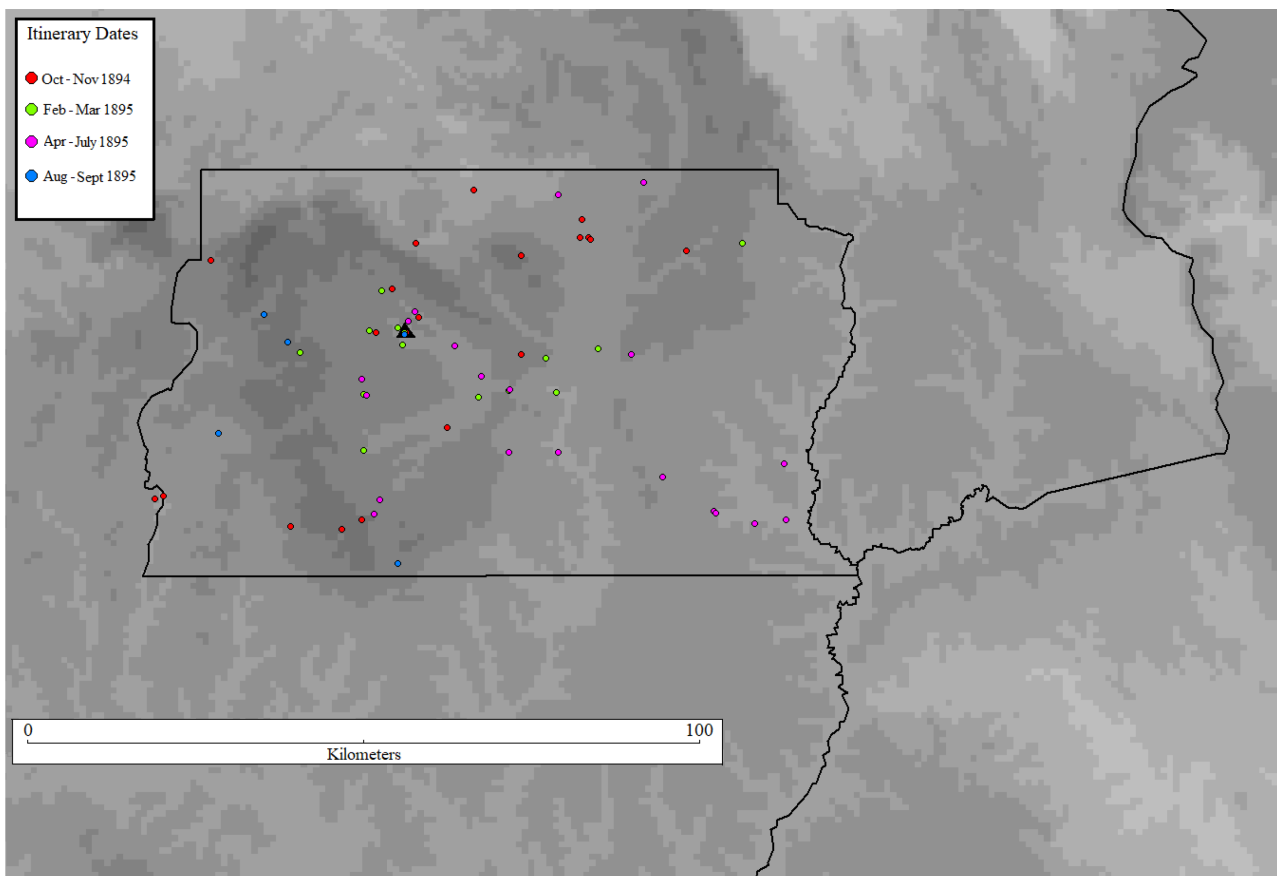 Itinerary Dates
Oct - Nov 1894
Feb - Mar 1895
Apr - July 1895
Aug - Sept 1895
0 100
Kilometers